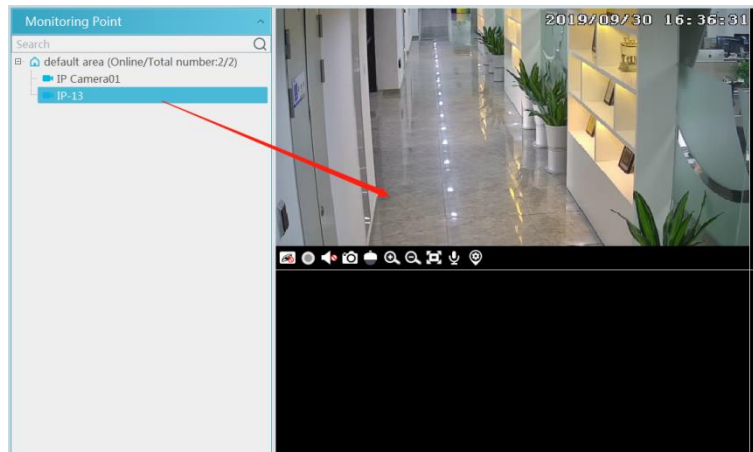 Monitoring Point
Search
default area (Online/Total number:2/2)
IP Camera01
IP-13
2019/09/30 16:36:31